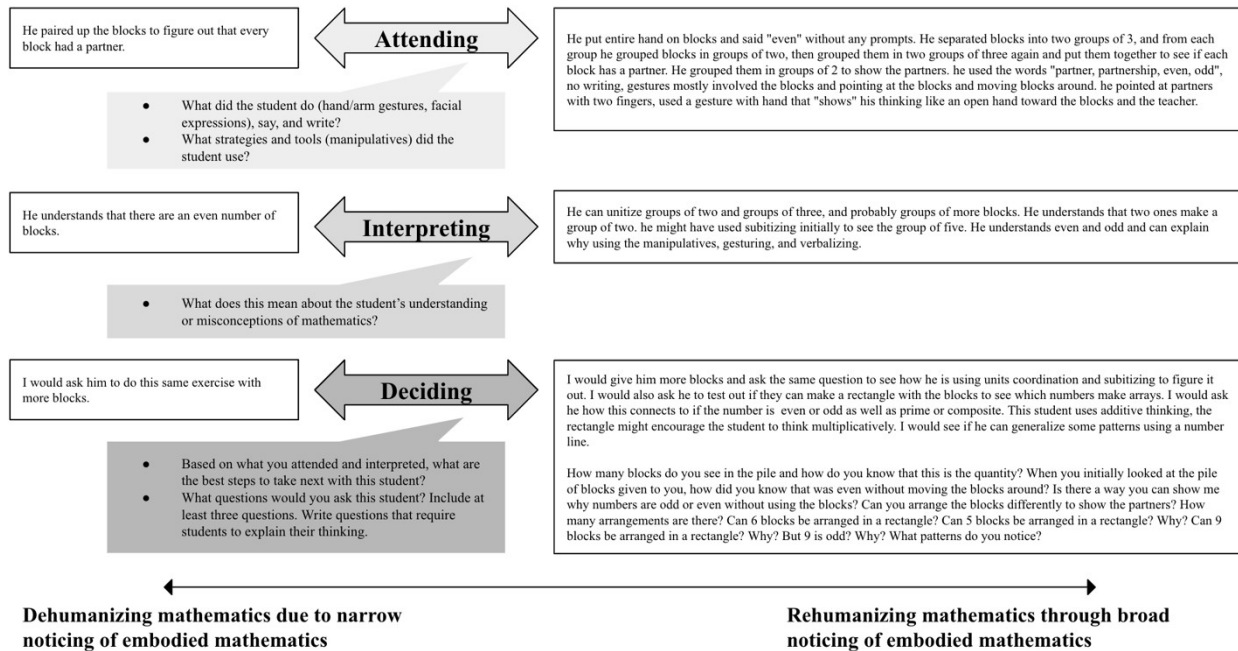 He paired up the blocks to figure out that every
block had a partner.
Attending
He put entire hand on blocks and said "even" without any prompts. He separated blocks into two groups of 3, and from each
group he grouped blocks in groups of two, then grouped them in two groups of three again and put them together to see if each
block has a partner. He grouped them in groups of 2 to show the partners. he used the words "partner, partnership, even, odd",
no writing, gestures mostly involved the blocks and pointing at the blocks and moving blocks around. he pointed at partners
with two fingers, used a gesture with hand that "shows" his thinking like an open hand toward the blocks and the teacher.
● What did the student do (hand/arm gestures, facial
expressions), say, and write?
● What strategies and tools (manipulatives) did the
student use?
He understands that there are an even number of
blocks.
Interpreting
He can unitize groups of two and groups of three, and probably groups of more blocks. He understands that two ones make a
group of two. he might have used subitizing initially to see the group of five. He understands even and odd and can explain
why using the manipulatives, gesturing, and verbalizing.
● What does this mean about the student's understanding
or misconceptions of mathematics?
I would ask him to do this same exercise with
more blocks.
Deciding
I would give him more blocks and ask the same question to see how he is using units coordination and subitizing to figure it
out. I would also ask he to test out if they can make a rectangle with the blocks to see which numbers make arrays. I would ask
he how this connects to if the number is even or odd as well as prime or composite. This student uses additive thinking, the
rectangle might encourage the student to think multiplicatively. I would see if he can generalize some patterns using a number
line.
How many blocks do you see in the pile and how do you know that this is the quantity? When you initially looked at the pile
of blocks given to you, how did you know that was even without moving the blocks around? Is there a way you can show me
why numbers are odd or even without using the blocks? Can you arrange the blocks differently to show the partners? How
many arrangements are there? Can 6 blocks be arranged in a rectangle? Can 5 blocks be arranged in a rectangle? Why? Can 9
blocks be arranged in a rectangle? Why? But 9 is odd? Why? What patterns do you notice?
● Based on what you attended and interpreted, what are
the best steps to take next with this student?
● What questions would you ask this student? Include at
least three questions. Write questions that require
students to explain their thinking.
Dehumanizing mathematics due to narrow
noticing of embodied mathematics
Rehumanizing mathematics through broad
noticing of embodied mathematics